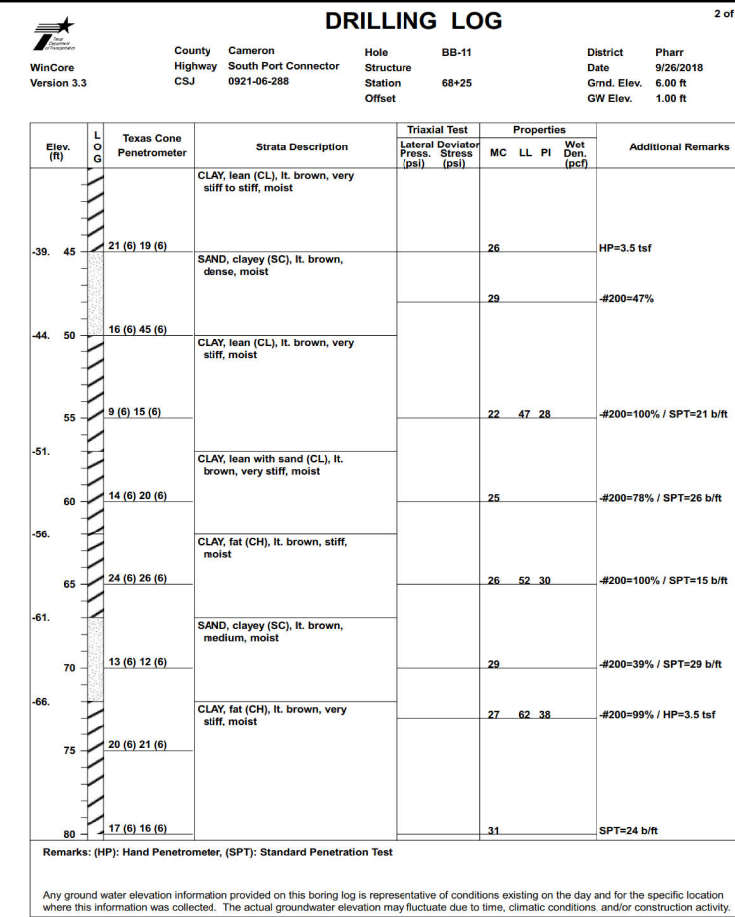 DRILLING LOG
2 of
Texas
Department
of Transportation
WinCore
Version 3.3
County Cameron
Highway South Port Connector
CSJ 0921-06-288
Hole BB-11
Structure
Station 68+25
Offset
District Pharr
Date 9/26/2018
Grnd. Elev. 6.00 ft
GW Elev. 1.00 ft
Elev. (ft)
LOG
Texas Cone Penetrometer
Strata Description
Triaxial Test
Lateral Press. (psi)
Deviator Stress (psi)
Properties
MC LL PI Wet Den. (pcf)
Additional Remarks
CLAY, lean (CL), lt. brown, very
stiff to stiff, moist
-39. 45 21 (6) 19 (6) 26 HP=3.5 tsf
SAND, clayey (SC), lt. brown,
dense, moist
29 -#200=47%
-44. 50 16 (6) 45 (6)
CLAY, lean (CL), lt. brown, very
stiff, moist
55 9 (6) 15 (6) 22 47 28 -#200=100% / SPT=21 b/ft
-51.
CLAY, lean with sand (CL), lt.
brown, very stiff, moist
60 14 (6) 20 (6) 25 -#200=78% / SPT=26 b/ft
-56.
CLAY, fat (CH), lt. brown, stiff,
moist
65 24 (6) 26 (6) 26 52 30 -#200=100% / SPT=15 b/ft
-61.
SAND, clayey (SC), lt. brown,
medium, moist
70 13 (6) 12 (6) 29 -#200=39% / SPT=29 b/ft
-66.
CLAY, fat (CH), lt. brown, very
stiff, moist
27 62 38 -#200=99% / HP=3.5 tsf
75 20 (6) 21 (6)
80 17 (6) 16 (6) 31 SPT=24 b/ft
Remarks: (HP): Hand Penetrometer, (SPT): Standard Penetration Test
Any ground water elevation information provided on this boring log is representative of conditions existing on the day and for the specific location
where this information was collected. The actual groundwater elevation may fluctuate due to time, climatic conditions, and/or construction activity.